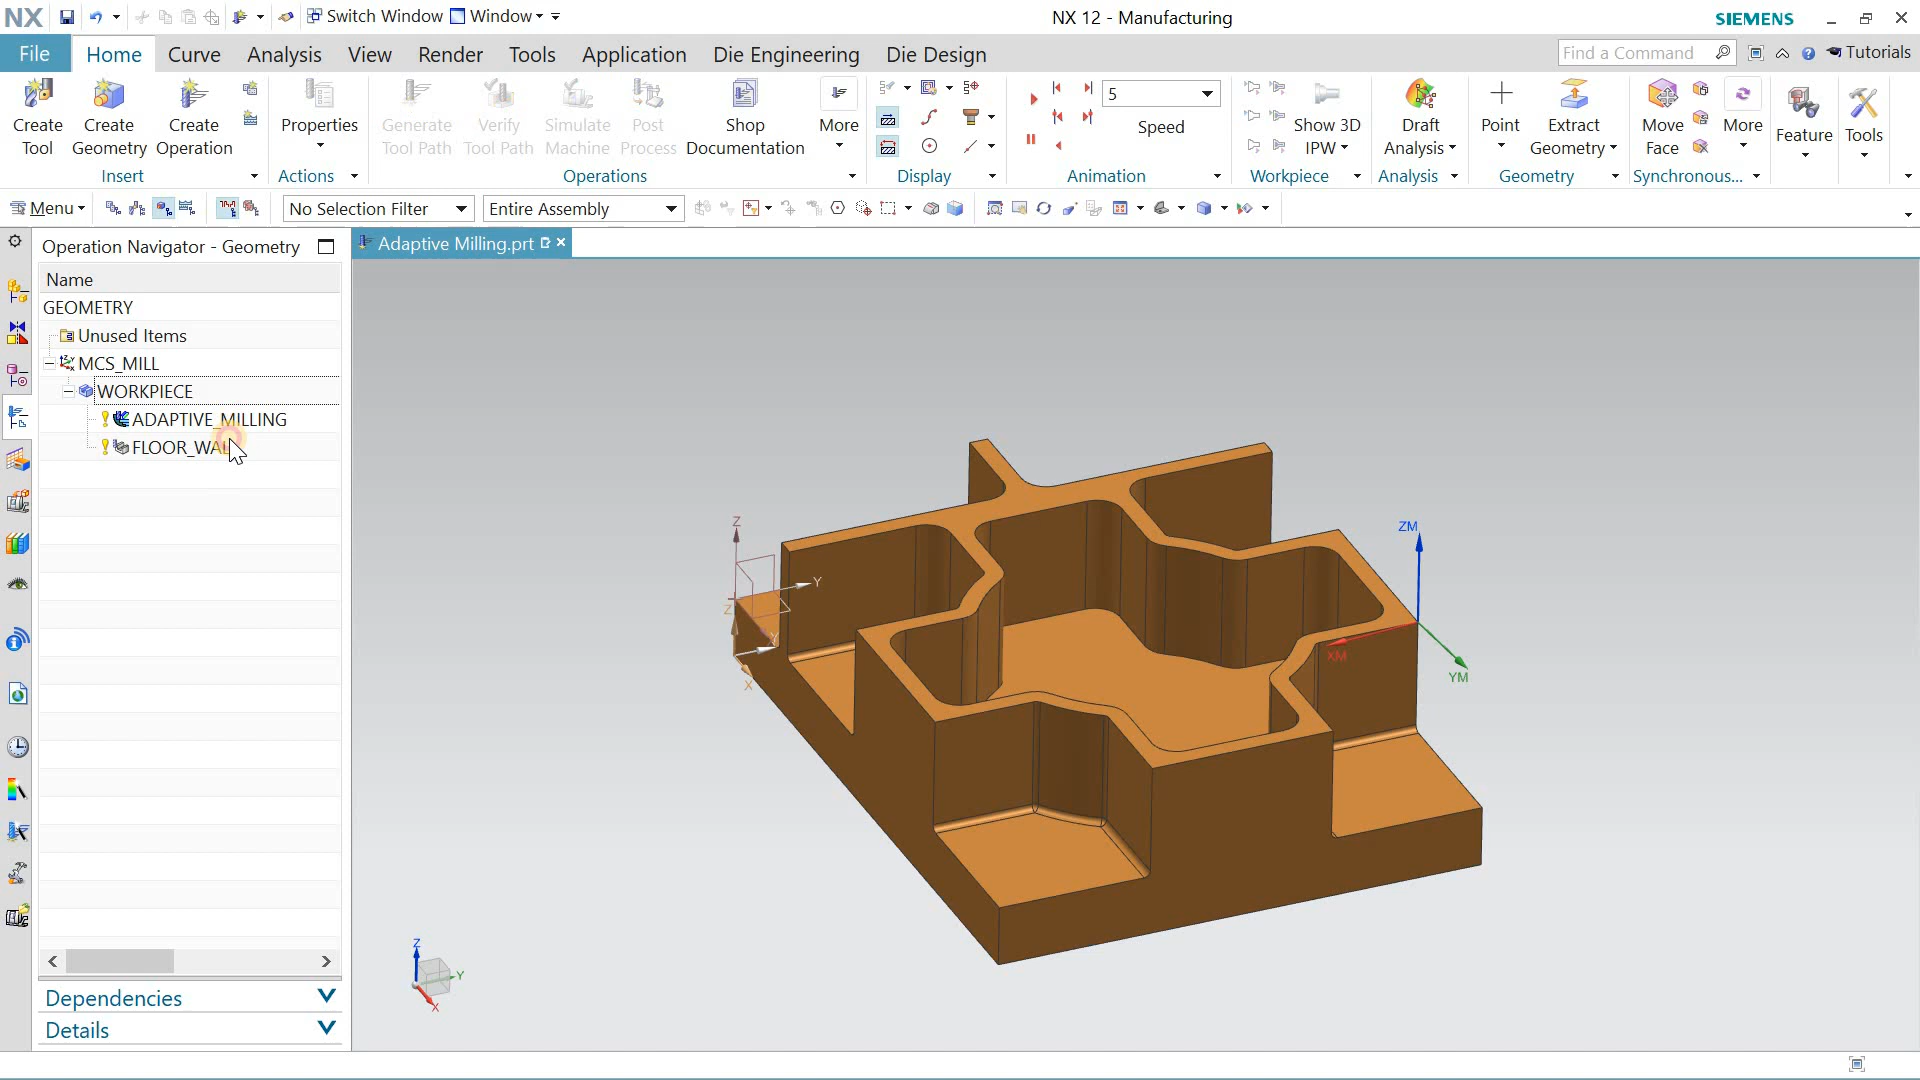 NX Switch Window Window NX 12 - Manufacturing SIEMENS
File Home Curve Analysis View Render Tools Application Die Engineering Die Design Find a Command Tutorials
Create Tool
Create Geometry
Create Operation
Insert
Properties
Actions
Generate Tool Path
Verify Tool Path
Simulate Machine
Post Process
Shop Documentation
More
Operations
Display
5
Speed
Animation
Show 3D IPW
Workpiece
Draft Analysis
Analysis
Point
Extract Geometry
Geometry
Move Face
More
Synchronous...
Feature
Tools
Menu No Selection Filter Entire Assembly
Operation Navigator - Geometry Adaptive Milling.prt
Name
GEOMETRY
Unused Items
MCS_MILL
WORKPIECE
ADAPTIVE_MILLING
FLOOR_WAL
Z
Y
Z
Y
X
ZM
XM
YM
Z
Y
X
Dependencies
Details